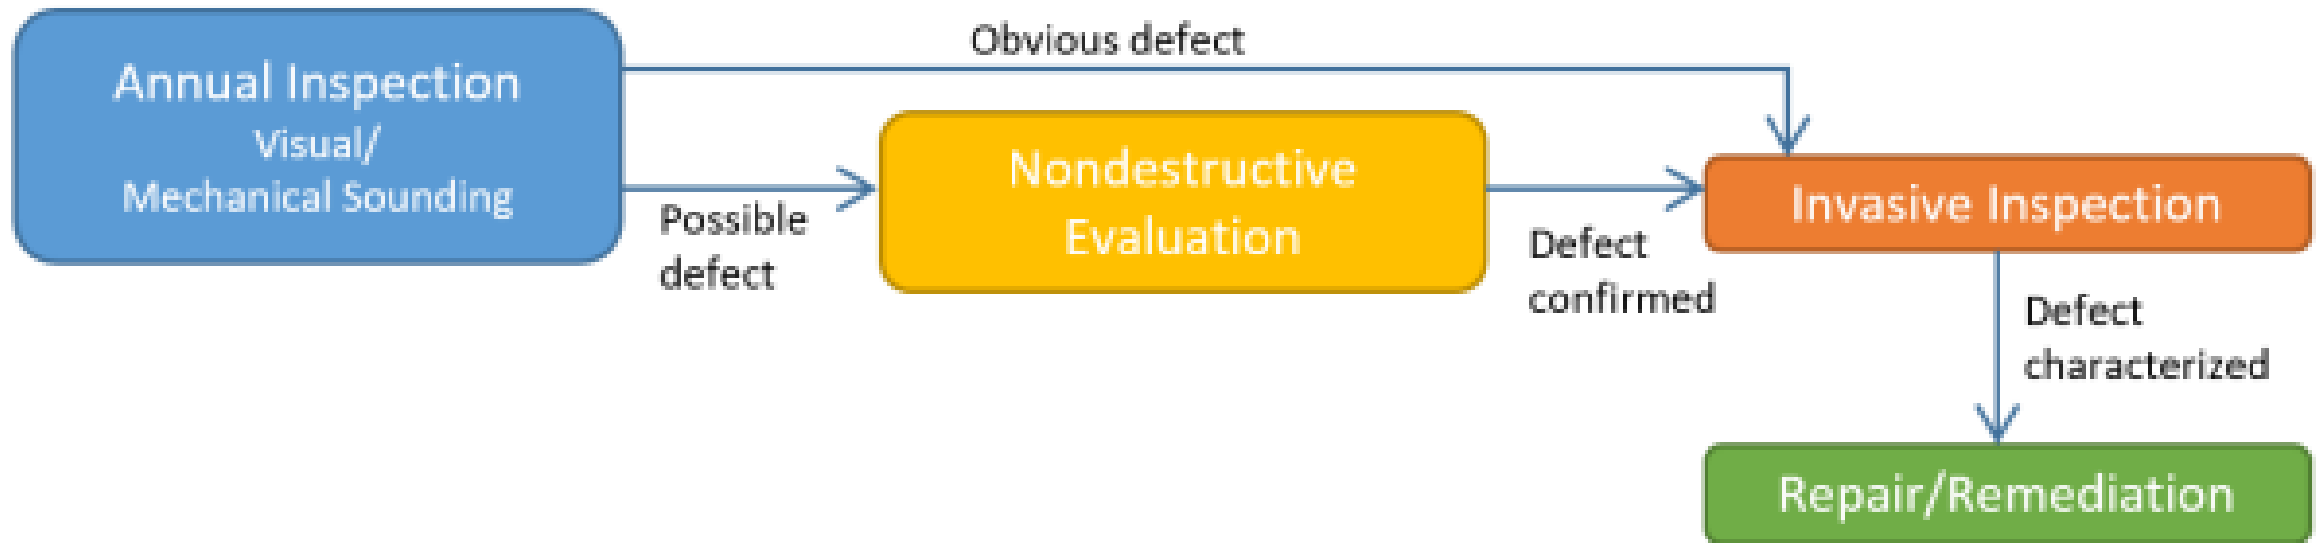 Obvious defect
Annual Inspection
Visual/
Mechanical Sounding
Possible
defect
Nondestructive
Evaluation
Defect
confirmed
Invasive Inspection
Defect
characterized
Repair/Remediation